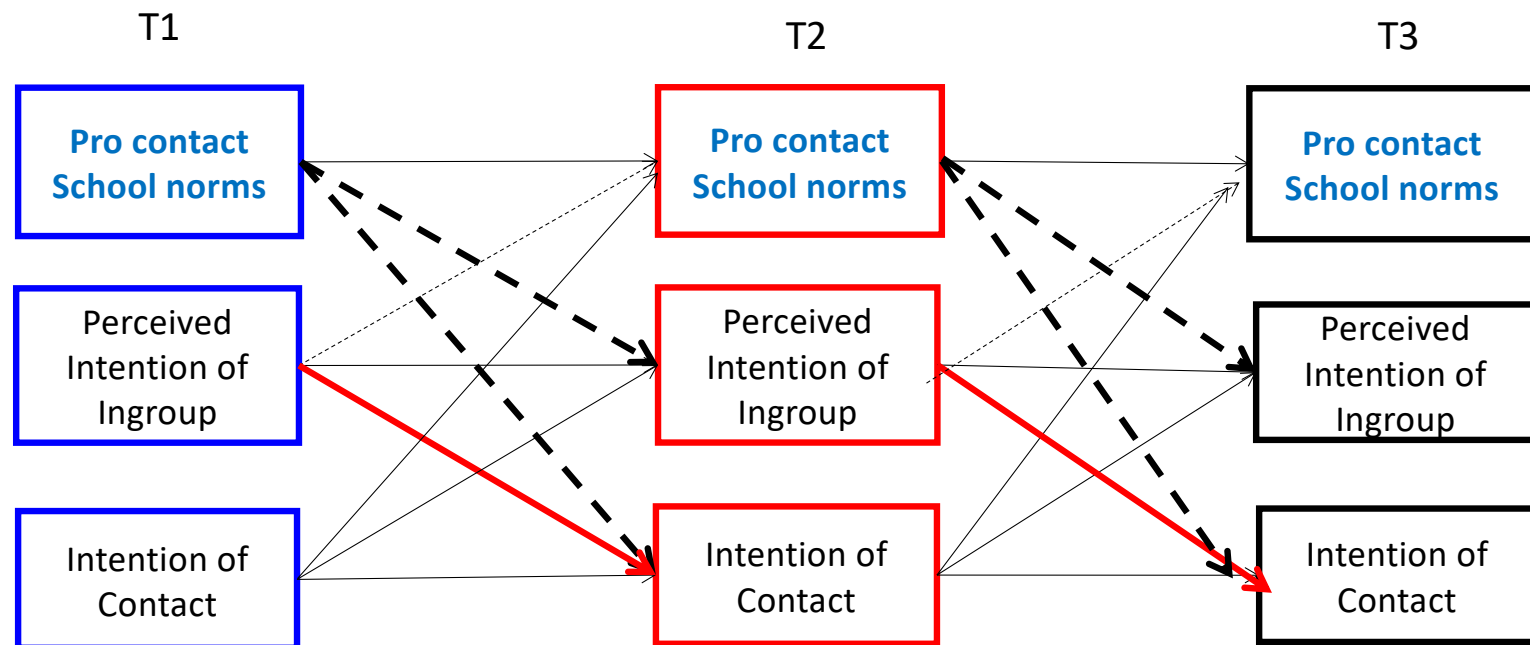 T1
T2
T3
Pro contact
School norms
Pro contact
School norms
Pro contact
School norms
Perceived
Intention of
Ingroup
Perceived
Intention of
Ingroup
Perceived
Intention of
Ingroup
Intention of
Contact
Intention of
Contact
Intention of
Contact